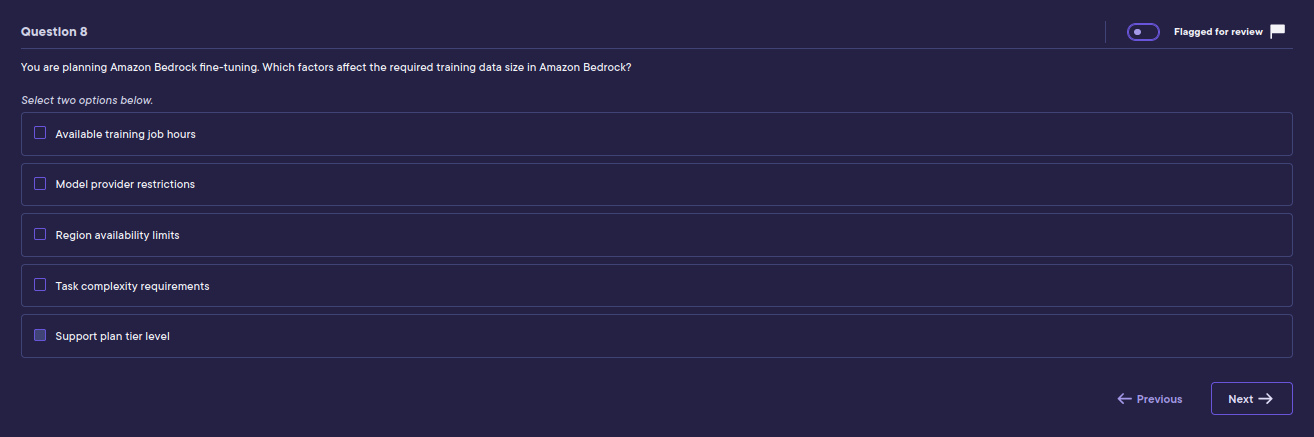 Question 8
Flagged for review
You are planning Amazon Bedrock fine-tuning. Which factors affect the required training data size in Amazon Bedrock?
Select two options below.
Available training job hours
Model provider restrictions
Region availability limits
Task complexity requirements
Support plan tier level
Previous
Next